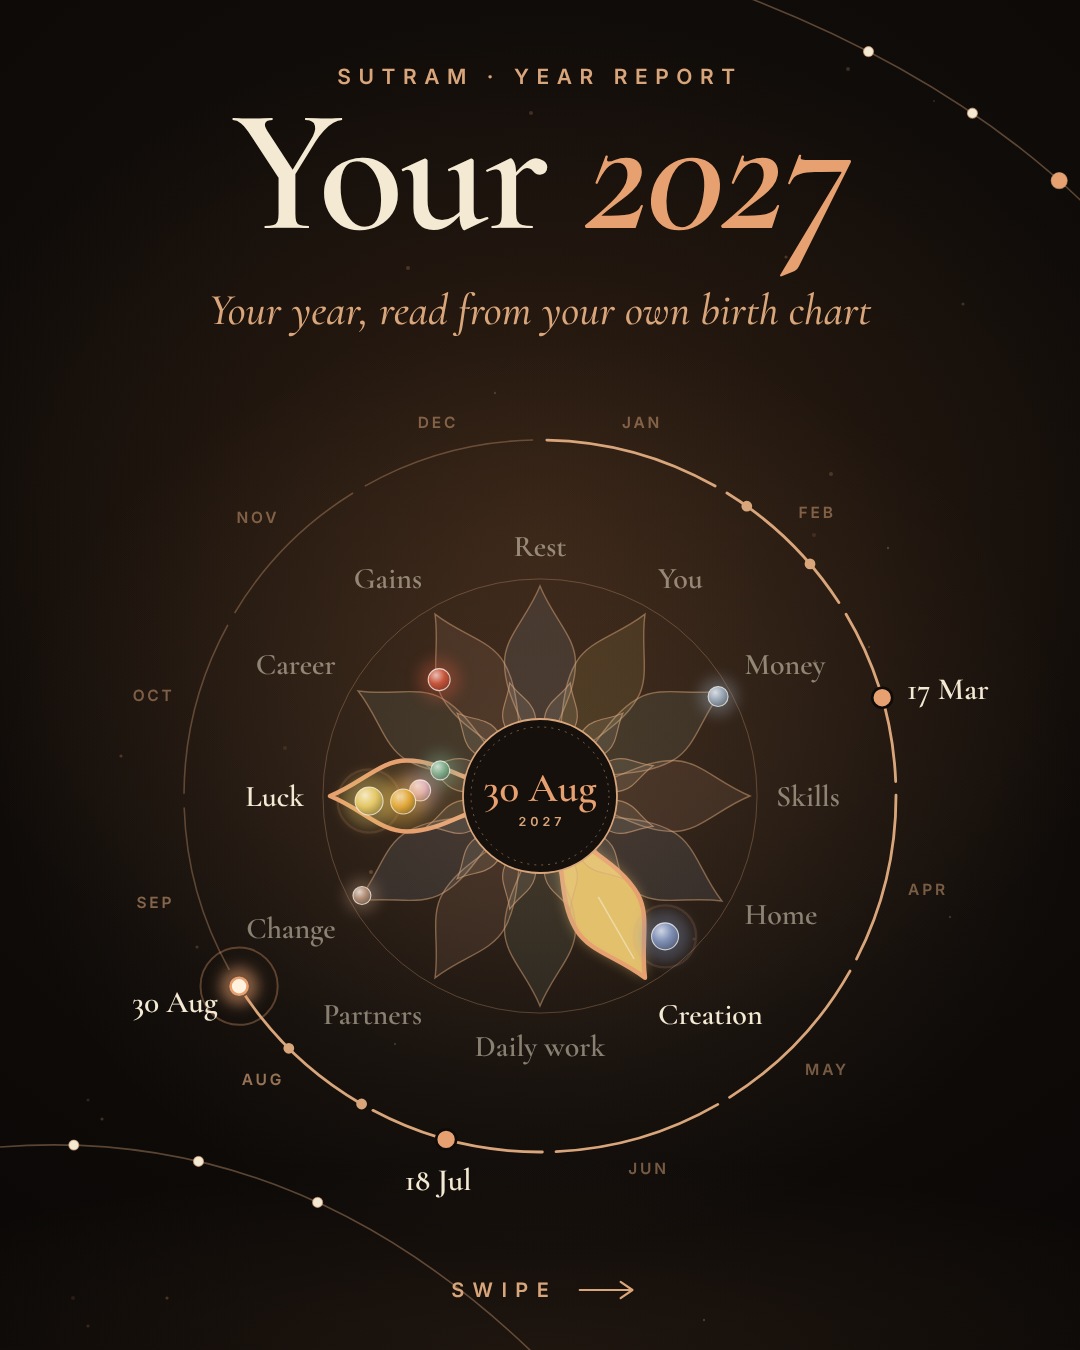 SUTRAM · YEAR REPORT
Your 2027
Your year, read from your own birth chart
DEC
JAN
NOV
FEB
Rest
Gains
You
Career
Money
OCT
17 Mar
Luck
30 Aug
2027
Skills
SEP
APR
Change
Home
30 Aug
Partners
Creation
Daily work
AUG
MAY
JUN
18 Jul
SWIPE →